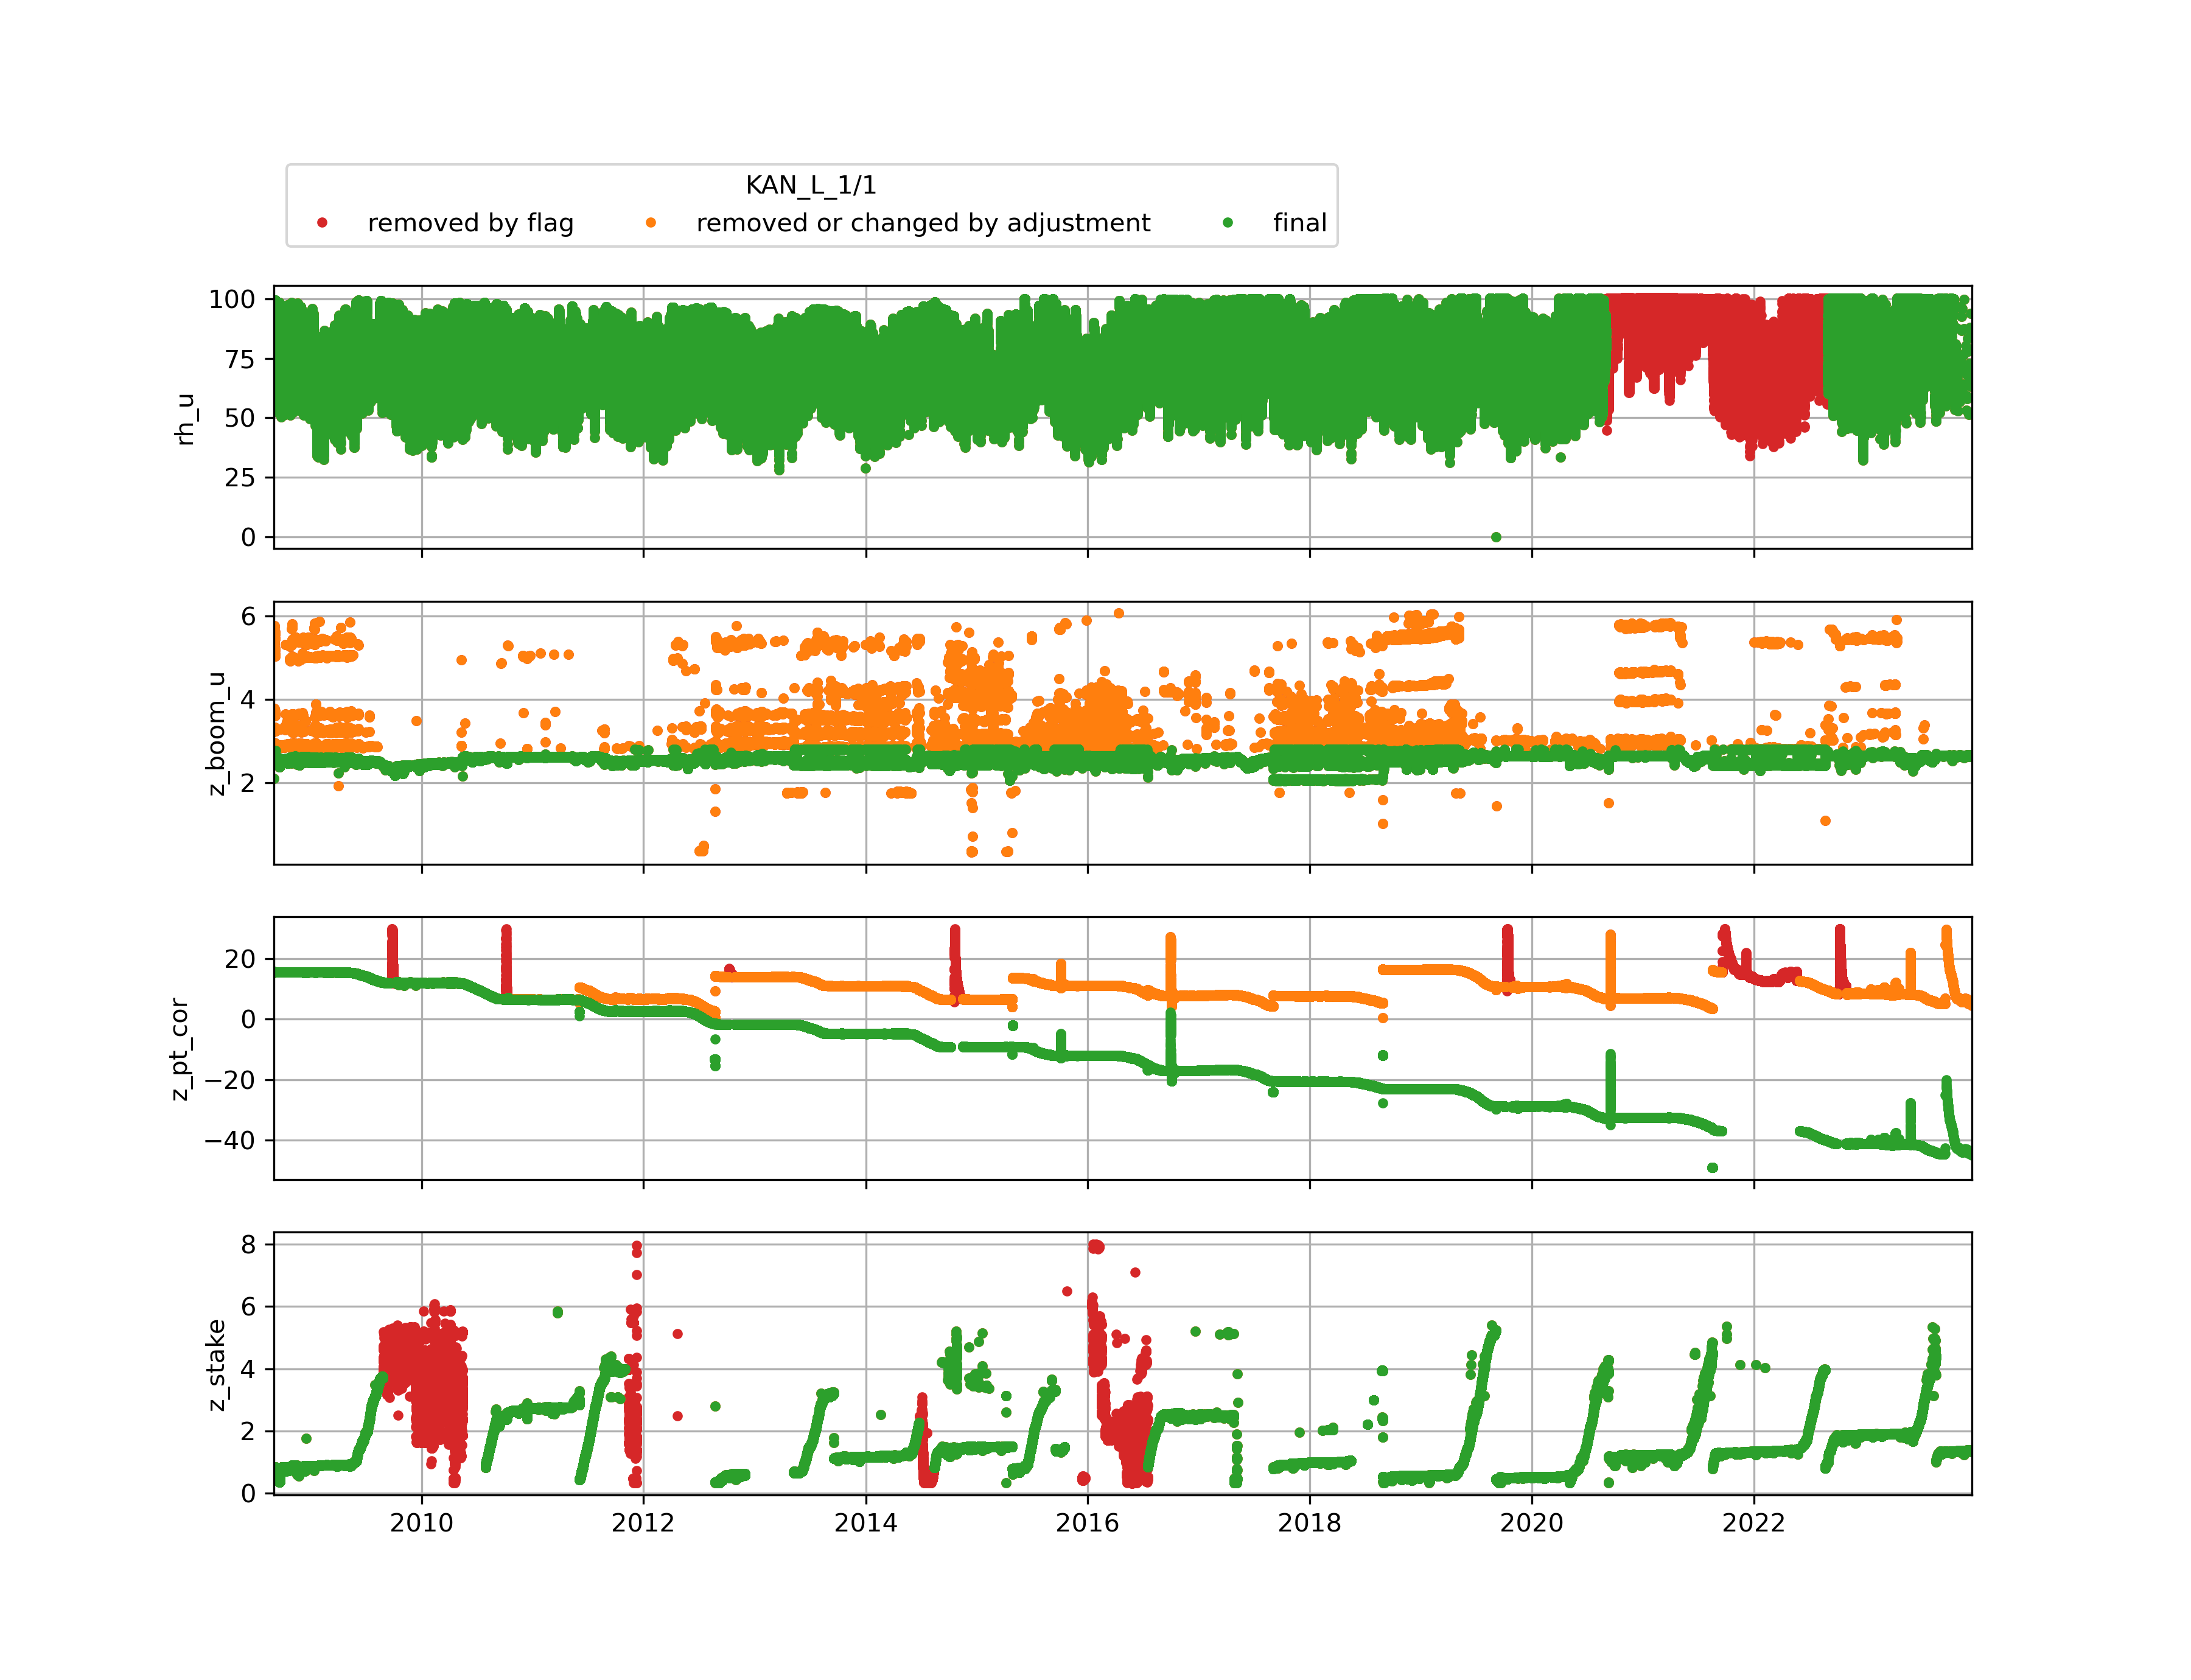 KAN_L_1/1
removed by flag removed or changed by adjustment final
100
75
50
25
0
rh_u
6
4
2
z_boom_u
20
0
−20
−40
z_pt_cor
8
6
4
2
0
z_stake
2010 2012 2014 2016 2018 2020 2022